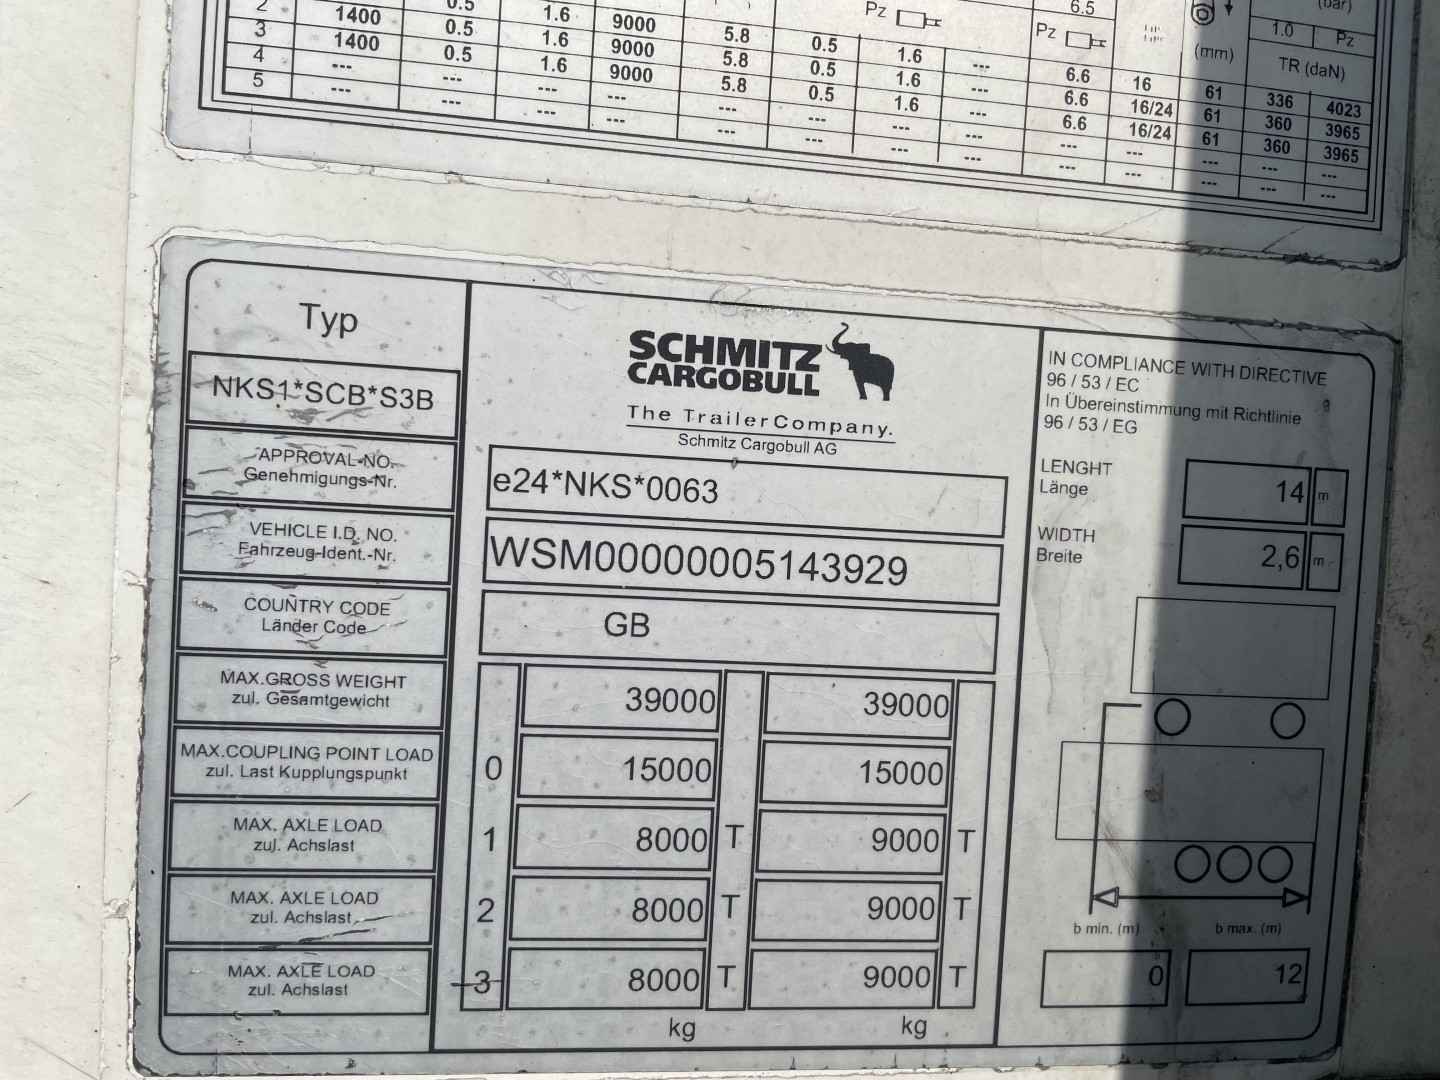 6.5
(bar)
Pz
Pz
1.0 Pz
(mm)
TR (daN)
2 1400 0.5 1.6 9000 5.8 0.5 1.6 --- 6.6 16 61 336 4023
3 1400 0.5 1.6 9000 5.8 0.5 1.6 --- 6.6 16/24 61 360 3965
4 --- --- 1.6 9000 5.8 0.5 1.6 --- 6.6 16/24 61 360 3965
5 --- --- --- --- --- --- --- --- --- --- --- --- ---
--- --- --- --- --- --- --- --- ---
Typ
NKS1*SCB*S3B
SCHMITZ
CARGOBULL
The TrailerCompany.
Schmitz Cargobull AG
IN COMPLIANCE WITH DIRECTIVE
96 / 53 / EC
In Übereinstimmung mit Richtlinie
96 / 53 / EG
APPROVAL-NO.
Genehmigungs-Nr.
e24*NKS*0063
LENGHT
Länge
14 m
VEHICLE I.D. NO.
Fahrzeug-Ident.-Nr.
WSM00000005143929
WIDTH
Breite
2,6 m
COUNTRY CODE
Länder Code
GB
MAX.GROSS WEIGHT
zul. Gesamtgewicht
39000 39000
MAX.COUPLING POINT LOAD
zul. Last Kupplungspunkt
0 15000 15000
MAX. AXLE LOAD
zul. Achslast
1 8000 T 9000 T
MAX. AXLE LOAD
zul. Achslast
2 8000 T 9000 T
MAX. AXLE LOAD
zul. Achslast
3 8000 T 9000 T
kg kg
b min. (m) b max. (m)
0 12